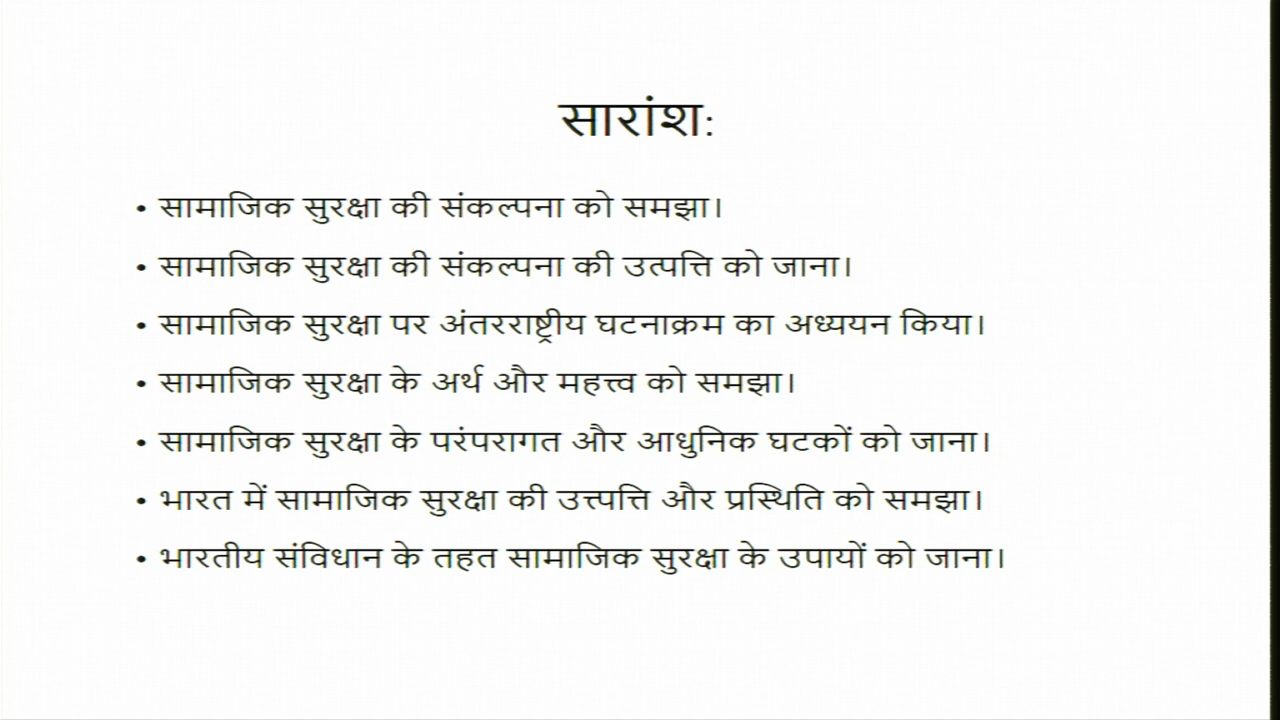 सारांश:
• सामाजिक सुरक्षा की संकल्पना को समझा।
• सामाजिक सुरक्षा की संकल्पना की उत्पत्ति को जाना।
• सामाजिक सुरक्षा पर अंतरराष्ट्रीय घटनाक्रम का अध्ययन किया।
• सामाजिक सुरक्षा के अर्थ और महत्त्व को समझा।
• सामाजिक सुरक्षा के परंपरागत और आधुनिक घटकों को जाना।
• भारत में सामाजिक सुरक्षा की उत्त्पत्ति और प्रस्थिति को समझा।
• भारतीय संविधान के तहत सामाजिक सुरक्षा के उपायों को जाना।